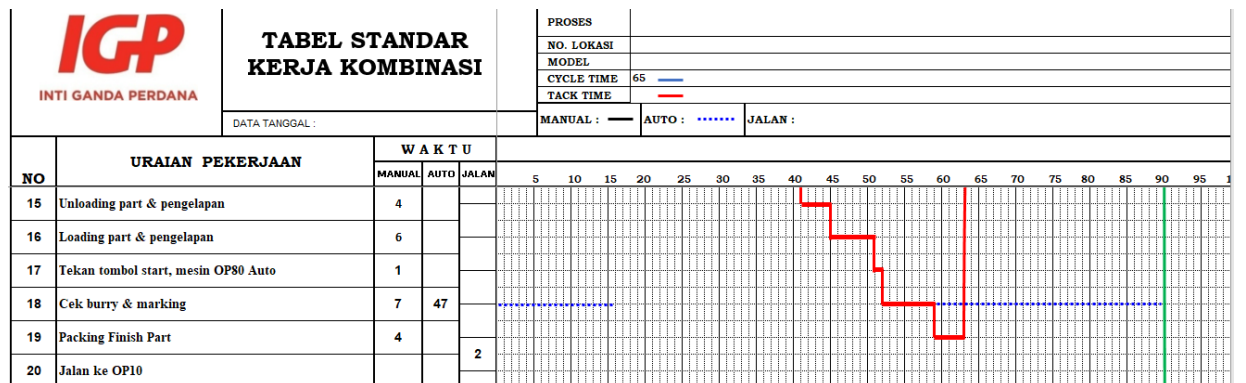 IGP
INTI GANDA PERDANA
TABEL STANDAR
KERJA KOMBINASI
DATA TANGGAL :
PROSES
NO. LOKASI
MODEL
CYCLE TIME 65
TACK TIME
MANUAL : AUTO : JALAN :
NO URAIAN PEKERJAAN W A K T U
MANUAL AUTO JALAN
5 10 15 20 25 30 35 40 45 50 55 60 65 70 75 80 85 90 95 1
15 Unloading part & pengelapan 4
16 Loading part & pengelapan 6
17 Tekan tombol start, mesin OP80 Auto 1
18 Cek burry & marking 7 47
19 Packing Finish Part 4
2
20 Jalan ke OP10